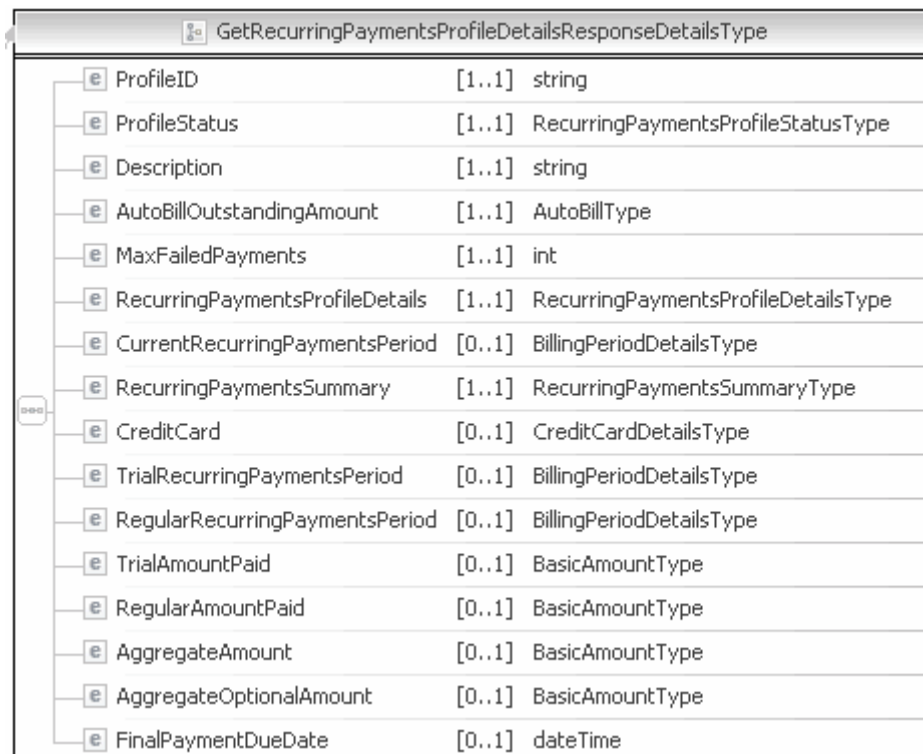 GetRecurringPaymentsProfileDetailsResponseDetailsType
e ProfileID [1..1] string
e ProfileStatus [1..1] RecurringPaymentsProfileStatusType
e Description [1..1] string
e AutoBillOutstandingAmount [1..1] AutoBillType
e MaxFailedPayments [1..1] int
e RecurringPaymentsProfileDetails [1..1] RecurringPaymentsProfileDetailsType
e CurrentRecurringPaymentsPeriod [0..1] BillingPeriodDetailsType
e RecurringPaymentsSummary [1..1] RecurringPaymentsSummaryType
e CreditCard [0..1] CreditCardDetailsType
e TrialRecurringPaymentsPeriod [0..1] BillingPeriodDetailsType
e RegularRecurringPaymentsPeriod [0..1] BillingPeriodDetailsType
e TrialAmountPaid [0..1] BasicAmountType
e RegularAmountPaid [0..1] BasicAmountType
e AggregateAmount [0..1] BasicAmountType
e AggregateOptionalAmount [0..1] BasicAmountType
e FinalPaymentDueDate [0..1] dateTime